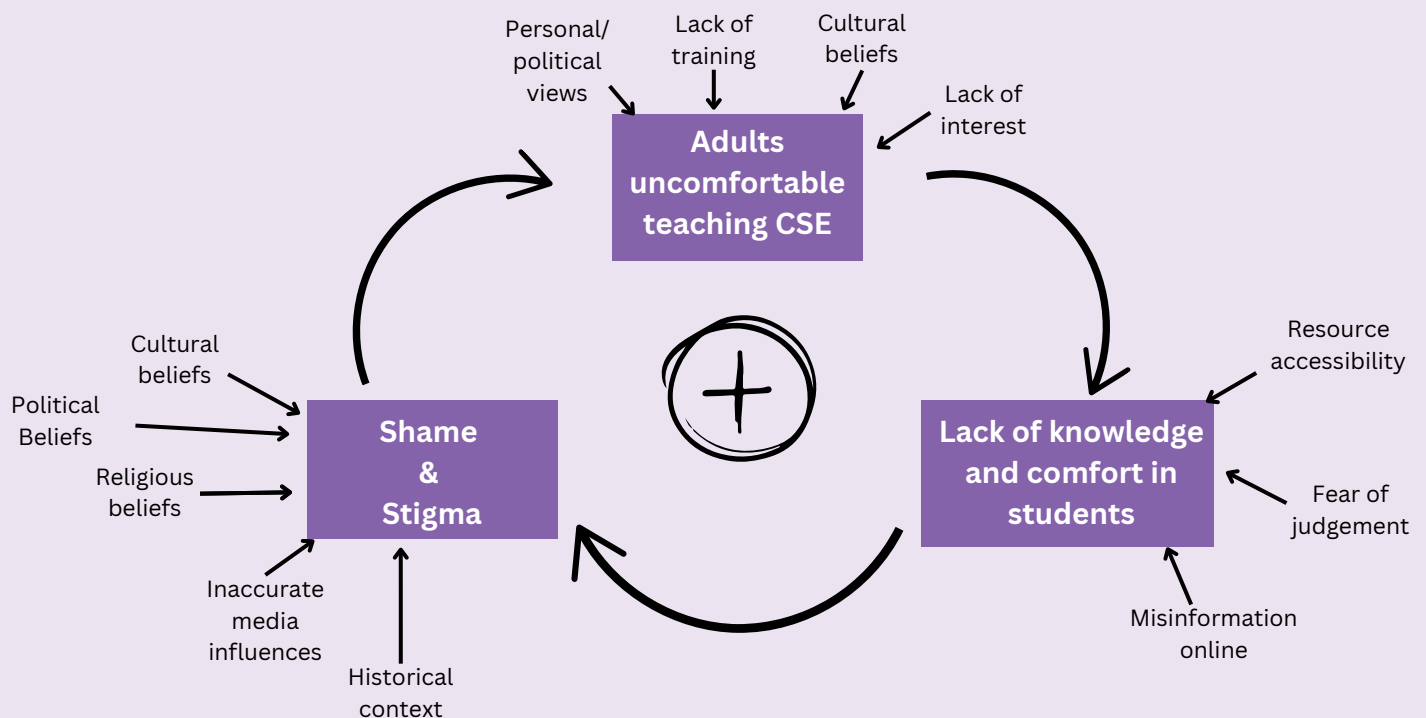 Personal/
political
views
Lack of
training
Cultural
beliefs
Lack of
interest
Adults
uncomfortable
teaching CSE
Resource
accessibility
Fear of
judgement
Misinformation
online
Lack of knowledge
and comfort in
students
Cultural
beliefs
Political
Beliefs
Religious
beliefs
Inaccurate
media
influences
Historical
context
Shame
&
Stigma
+